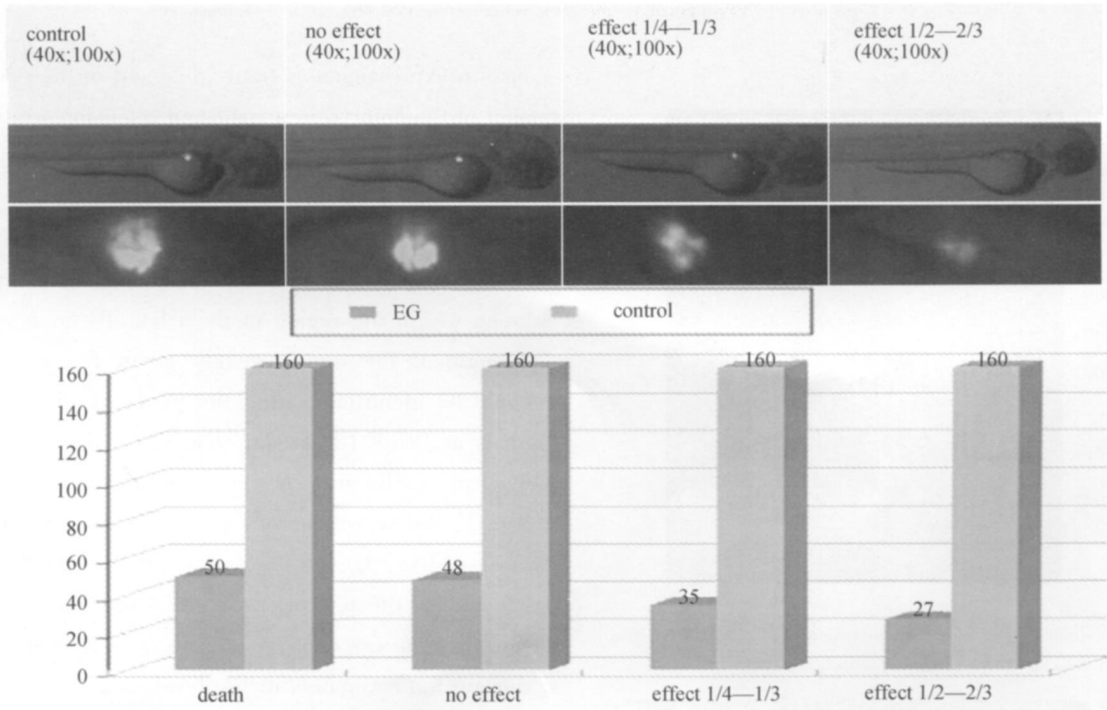 control
(40x;100x)
no effect
(40x;100x)
effect 1/4—1/3
(40x;100x)
effect 1/2—2/3
(40x;100x)
EG
control
160
140
120
100
80
60
40
20
0
50
160
48
160
35
160
27
160
death
no effect
effect 1/4—1/3
effect 1/2—2/3